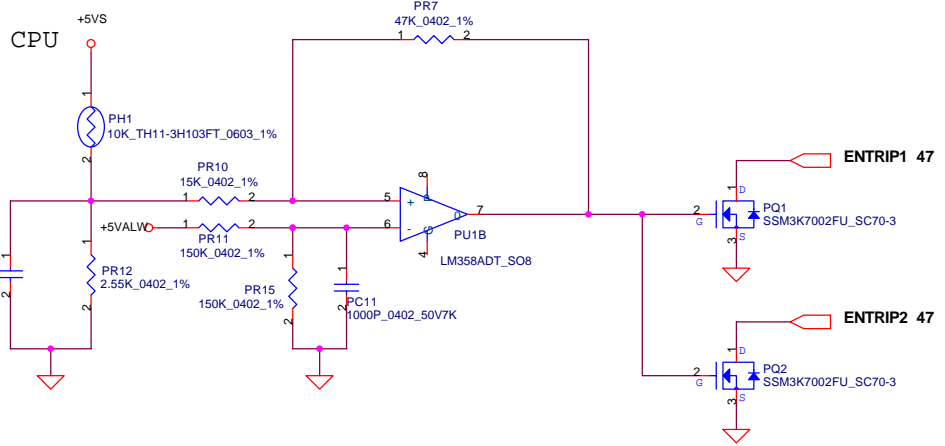 PR7
47K_0402_1%
1
2
+5VS
CPU
1
PH1
10K_TH11-3H103FT_0603_1%
2
PR10
15K_0402_1%
1
2
5
+
8
P
0
7
PU1B
+5VALW
1
2
6
-
G
4
LM358ADT_SO8
PR11
150K_0402_1%
1
2
1
PR12
2.55K_0402_1%
2
1
PR15
150K_0402_1%
2
1
PC11
1000P_0402_50V7K
2
ENTRIP1 47
1
D
2
G
PQ1
SSM3K7002FU_SC70-3
3
S
ENTRIP2 47
1
D
2
G
PQ2
SSM3K7002FU_SC70-3
3
S